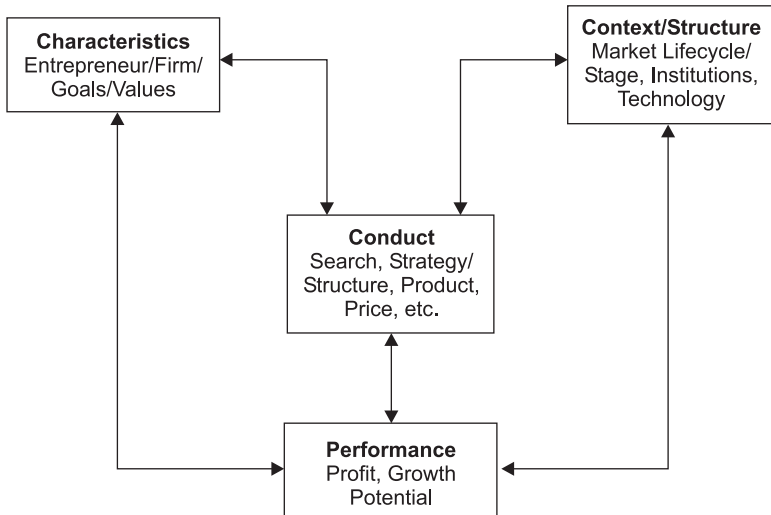 Characteristics
Entrepreneur/Firm/
Goals/Values
Context/Structure
Market Lifecycle/
Stage, Institutions,
Technology
Conduct
Search, Strategy/
Structure, Product,
Price, etc.
Performance
Profit, Growth
Potential